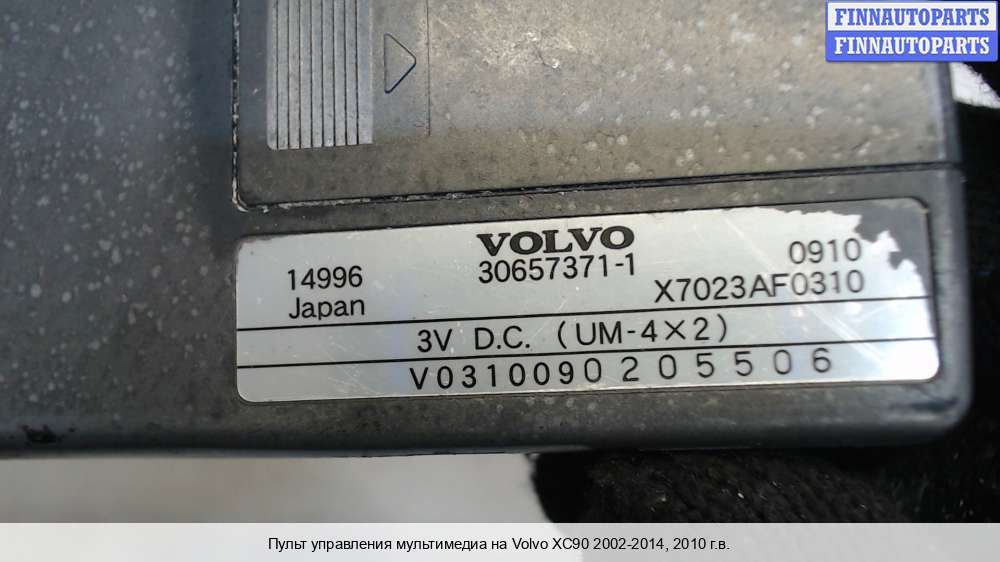 FINNAUTOPARTS
FINNAUTOPARTS
VOLVO
14996 30657371-1 0910
Japan X7023AF0310
3V D.C. (UM-4×2)
V0310090205506
Пульт управления мультимедиа на Volvo XC90 2002-2014, 2010 г.в.